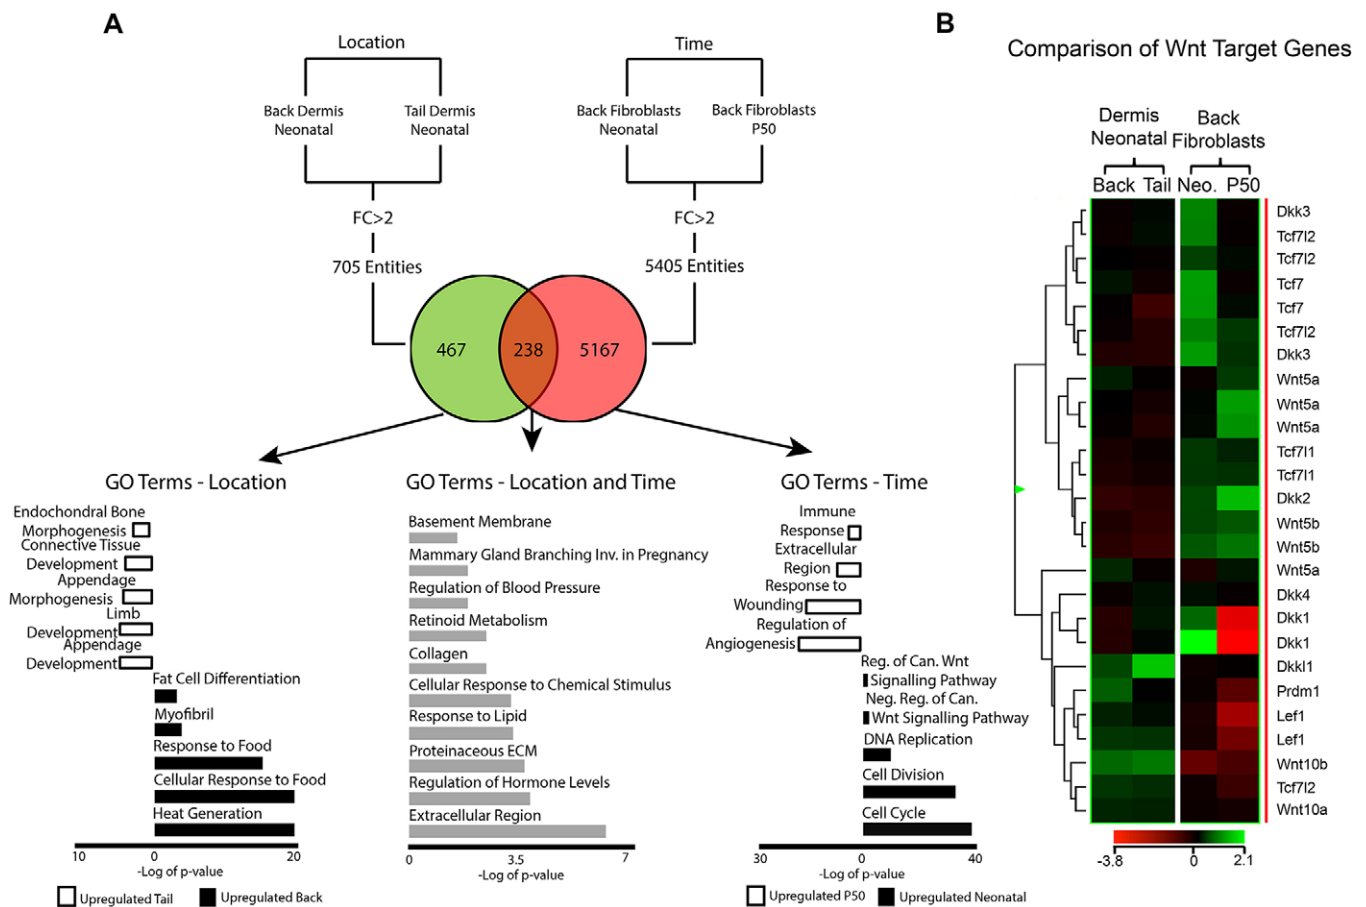 A
Location
Back Dermis
Neonatal
Tail Dermis
Neonatal
FC>2
705 Entities
Time
Back Fibroblasts
Neonatal
Back Fibroblasts
P50
FC>2
5405 Entities
467
238
5167
GO Terms - Location
Endochondral Bone
Morphogenesis
Connective Tissue
Development
Appendage
Morphogenesis
Limb
Development
Appendage
Development
Fat Cell Differentiation
Myofibril
Response to Food
Cellular Response to Food
Heat Generation
10 0 20
-Log of p-value
Upregulated Tail
Upregulated Back
GO Terms - Location and Time
Basement Membrane
Mammary Gland Branching Inv. in Pregnancy
Regulation of Blood Pressure
Retinoid Metabolism
Collagen
Cellular Response to Chemical Stimulus
Response to Lipid
Proteinaceous ECM
Regulation of Hormone Levels
Extracellular Region
0 3.5 7
-Log of p-value
GO Terms - Time
Immune
Response
Extracellular
Region
Response to
Wounding
Regulation of
Angiogenesis
Reg. of Can. Wnt
Signalling Pathway
Neg. Reg. of Can.
Wnt Signalling Pathway
DNA Replication
Cell Division
Cell Cycle
30 0 40
-Log of p-value
Upregulated P50
Upregulated Neonatal
B
Comparison of Wnt Target Genes
Dermis
Neonatal
Back
Fibroblasts
Back Tail Neo. P50
Dkk3
Tcf7l2
Tcf7l2
Tcf7
Tcf7
Tcf7l2
Dkk3
Wnt5a
Wnt5a
Wnt5a
Tcf7l1
Tcf7l1
Dkk2
Wnt5b
Wnt5b
Wnt5a
Dkk4
Dkk1
Dkk1
Dkkl1
Prdm1
Lef1
Lef1
Wnt10b
Tcf7l2
Wnt10a
-3.8 0 2.1